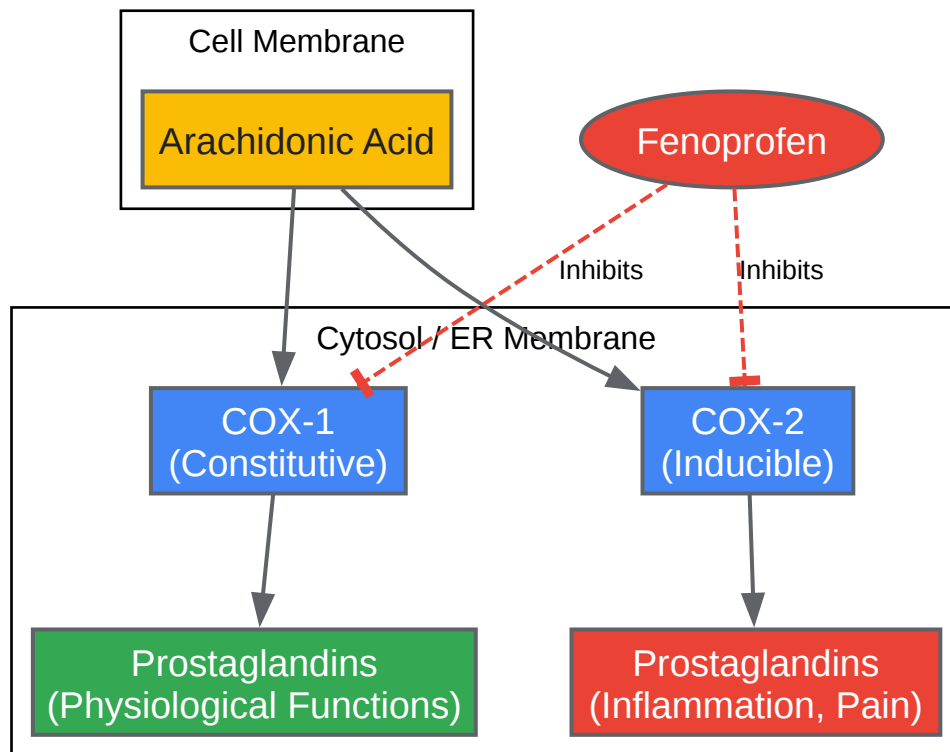 Cell Membrane
Arachidonic Acid
Fenoprofen
Inhibits
Inhibits
Cytosol / ER Membrane
COX-1
(Constitutive)
COX-2
(Inducible)
Prostaglandins
(Physiological Functions)
Prostaglandins
(Inflammation, Pain)